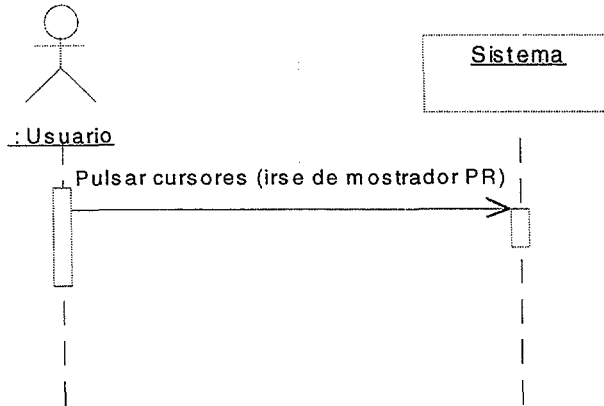 Sistema
: Usuario
Pulsar cursores (irse de mostrador PR)